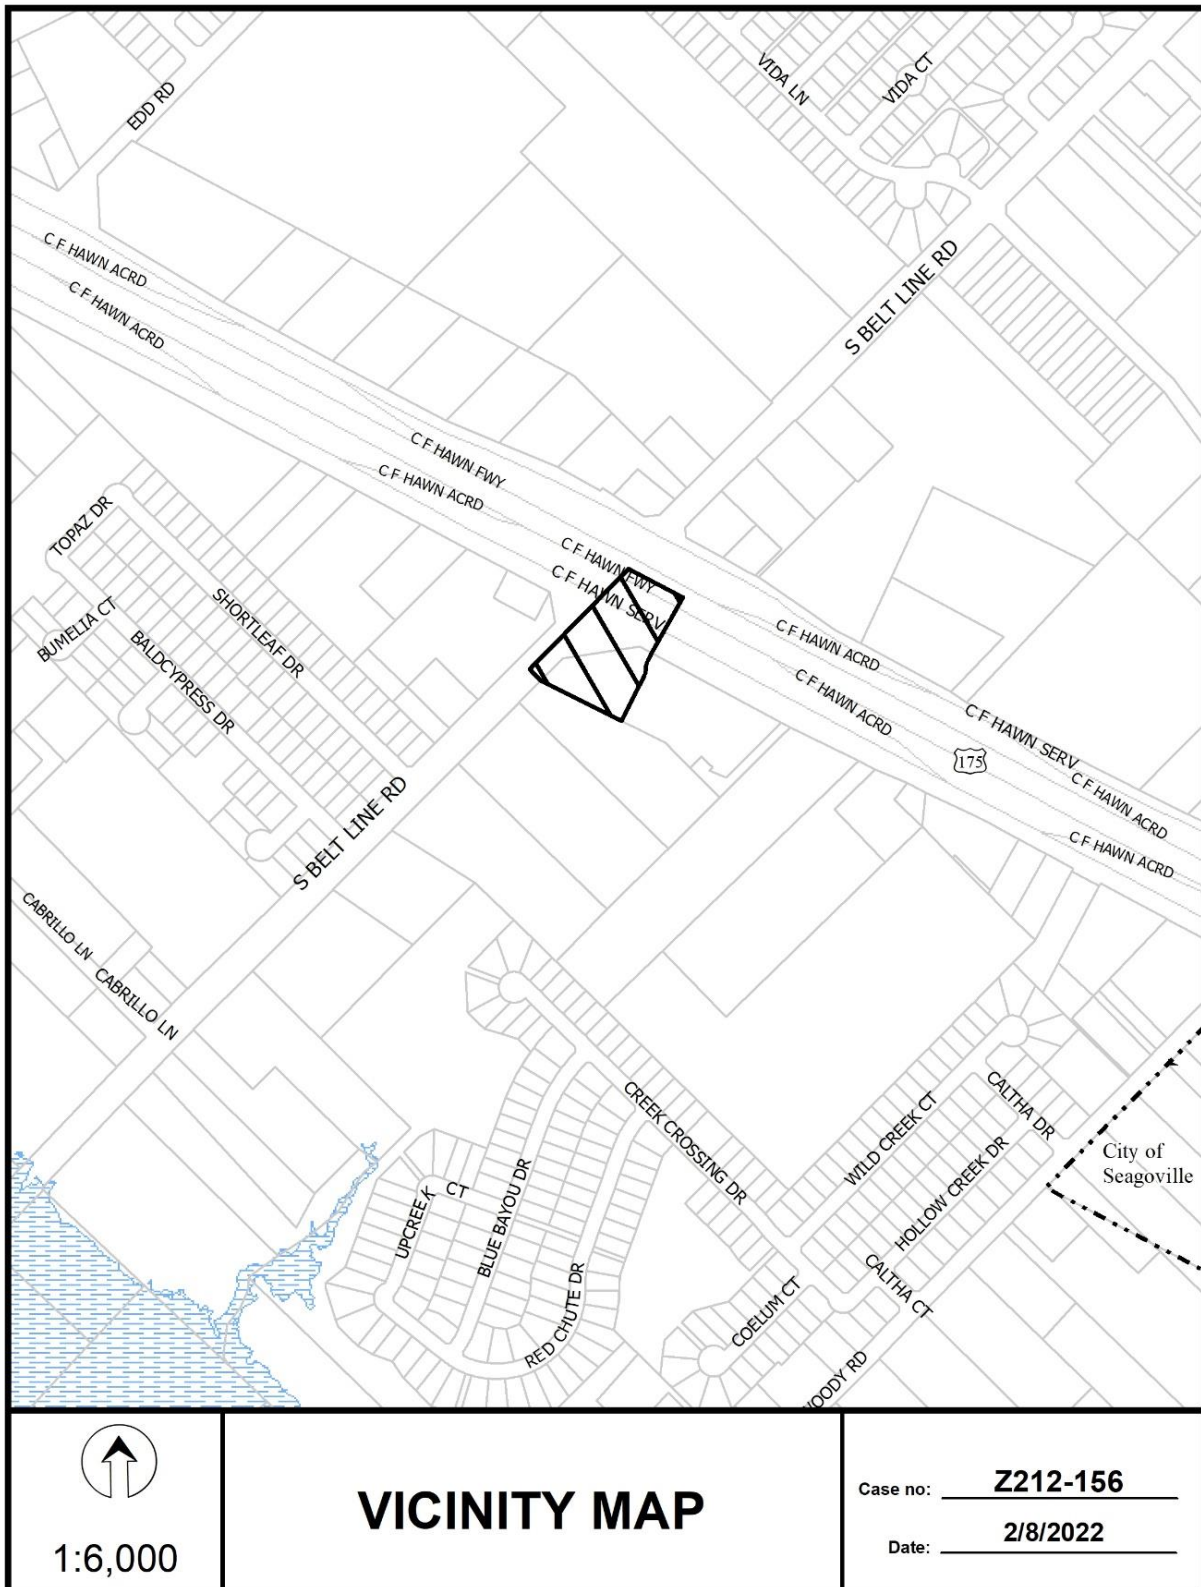 EDD RD
VIDA LN
VIDA CT
C F HAWN ACRD
C F HAWN ACRD
S BELT LINE RD
C F HAWN FWY
C F HAWN ACRD
TOPAZ DR
C F HAWN FWY
C F HAWN SERV
SHORTLEAF DR
BUMELIA CT
BALDCYPRESS DR
C F HAWN ACRD
C F HAWN ACRD
C F HAWN SERV
175
C F HAWN ACRD
C F HAWN ACRD
S BELT LINE RD
CABRILLO LN
CABRILLO LN
CREEK CROSSING DR
WILD CREEK CT
CALTHA DR
City of
Seagoville
HOLLOW CREEK DR
UPCREEK CT
BLUE BAYOU DR
CALTHA CT
RED CHUTE DR
COELUM CT
OODY RD
1:6,000
VICINITY MAP
Case no: Z212-156
Date: 2/8/2022